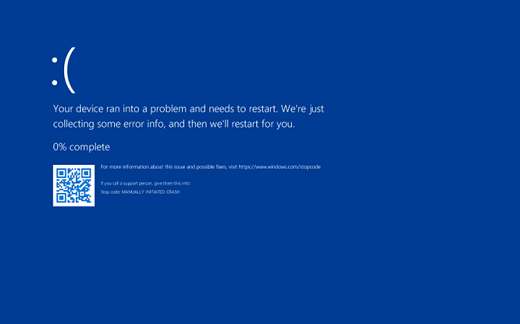 :(
Your device ran into a problem and needs to restart. We're just
collecting some error info, and then we'll restart for you.
0% complete
For more information about this issue and possible fixes, visit https://www.windows.com/stopcode
If you call a support person, give them this info:
Stop code: MANUALLY INITIATED CRASH